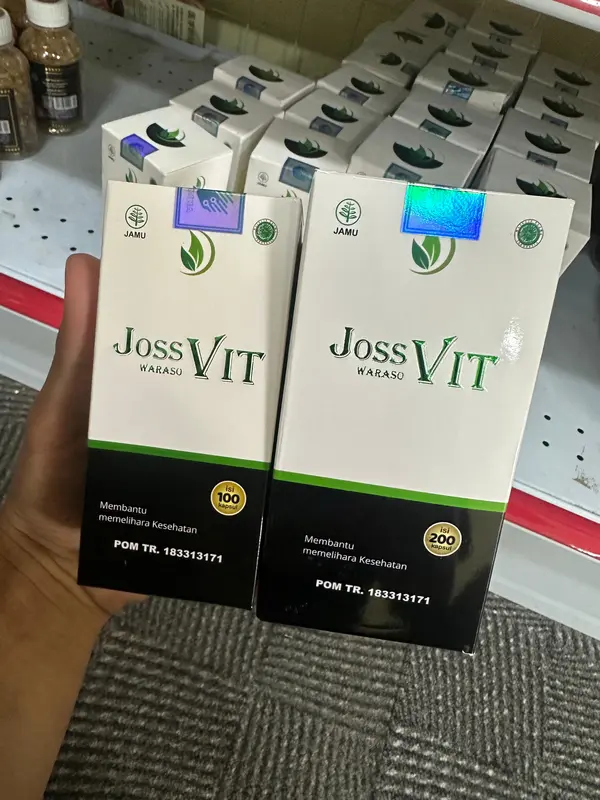 JAMU
JOSS VIT
WARASO
isi
100
kapsul
Membantu
memelihara Kesehatan
POM TR. 183313171
JAMU
JOSS VIT
WARASO
isi
200
kapsul
Membantu
memelihara Kesehatan
POM TR. 183313171